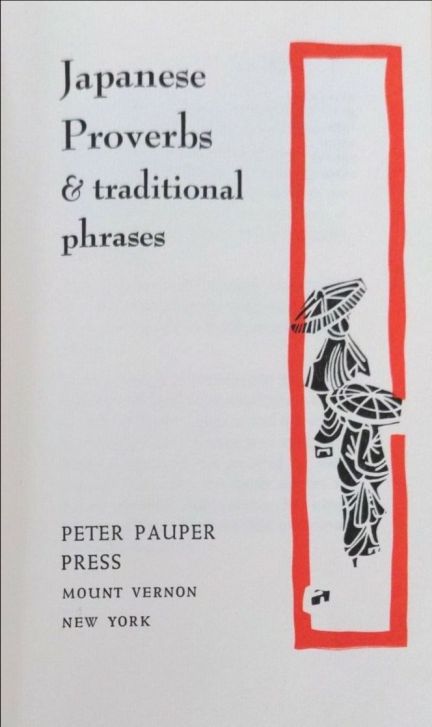 Japanese
Proverbs
& traditional
phrases
PETER PAUPER
PRESS
MOUNT VERNON
NEW YORK